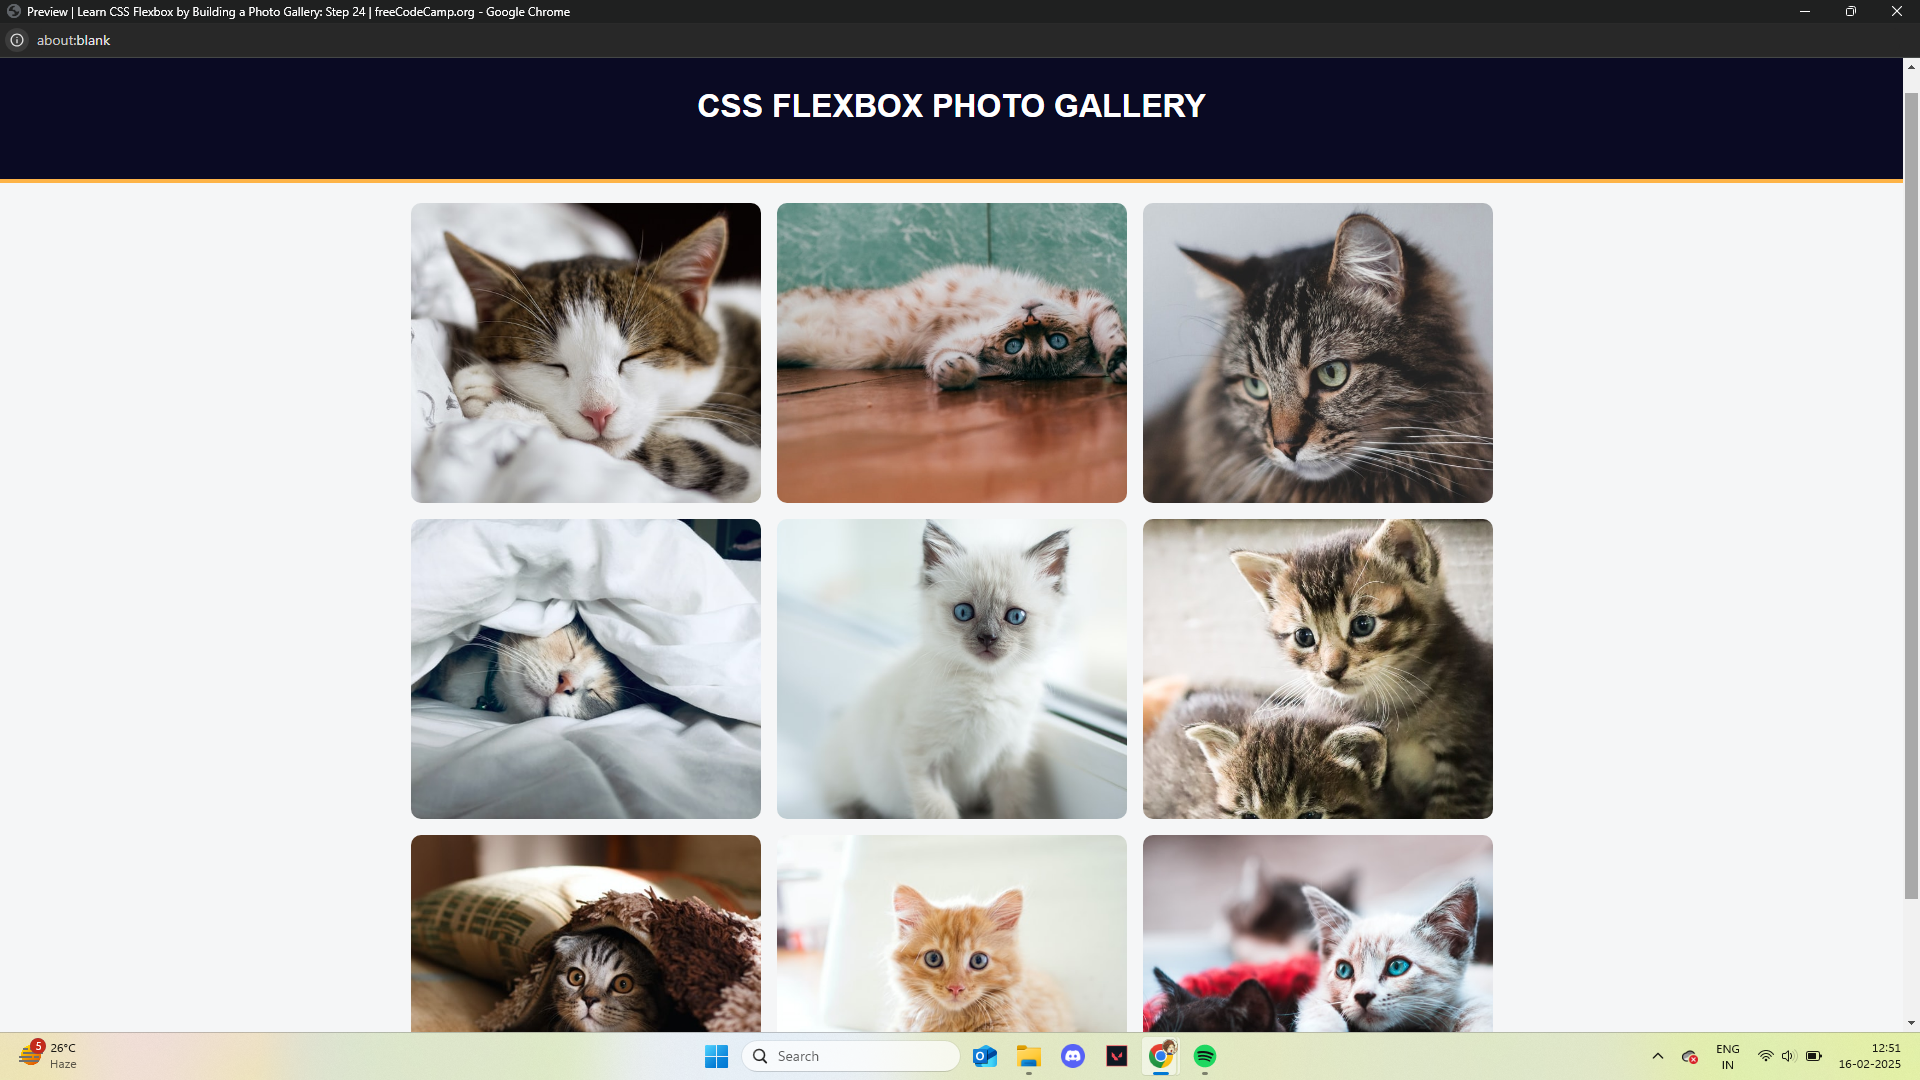 Preview | Learn CSS Flexbox by Building a Photo Gallery: Step 24 | freeCodeCamp.org - Google Chrome
about:blank
CSS FLEXBOX PHOTO GALLERY
5
26°C
Haze
Search
ENG
IN
12:51
16-02-2025